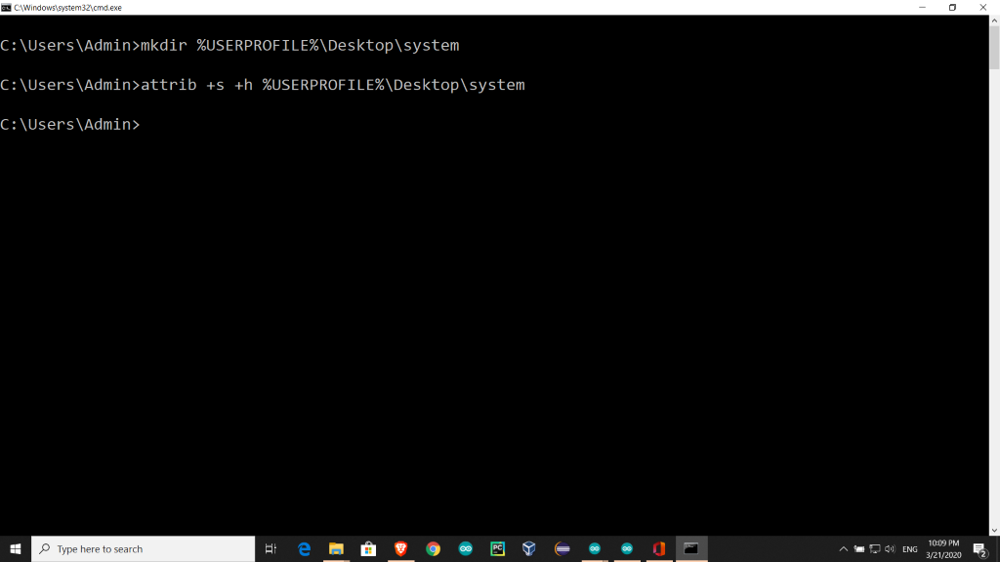 C:\Windows\system32\cmd.exe
C:\Users\Admin>mkdir %USERPROFILE%\Desktop\system
C:\Users\Admin>attrib +s +h %USERPROFILE%\Desktop\system
C:\Users\Admin>
Type here to search
PC
ENG
10:09 PM
3/21/2020
2